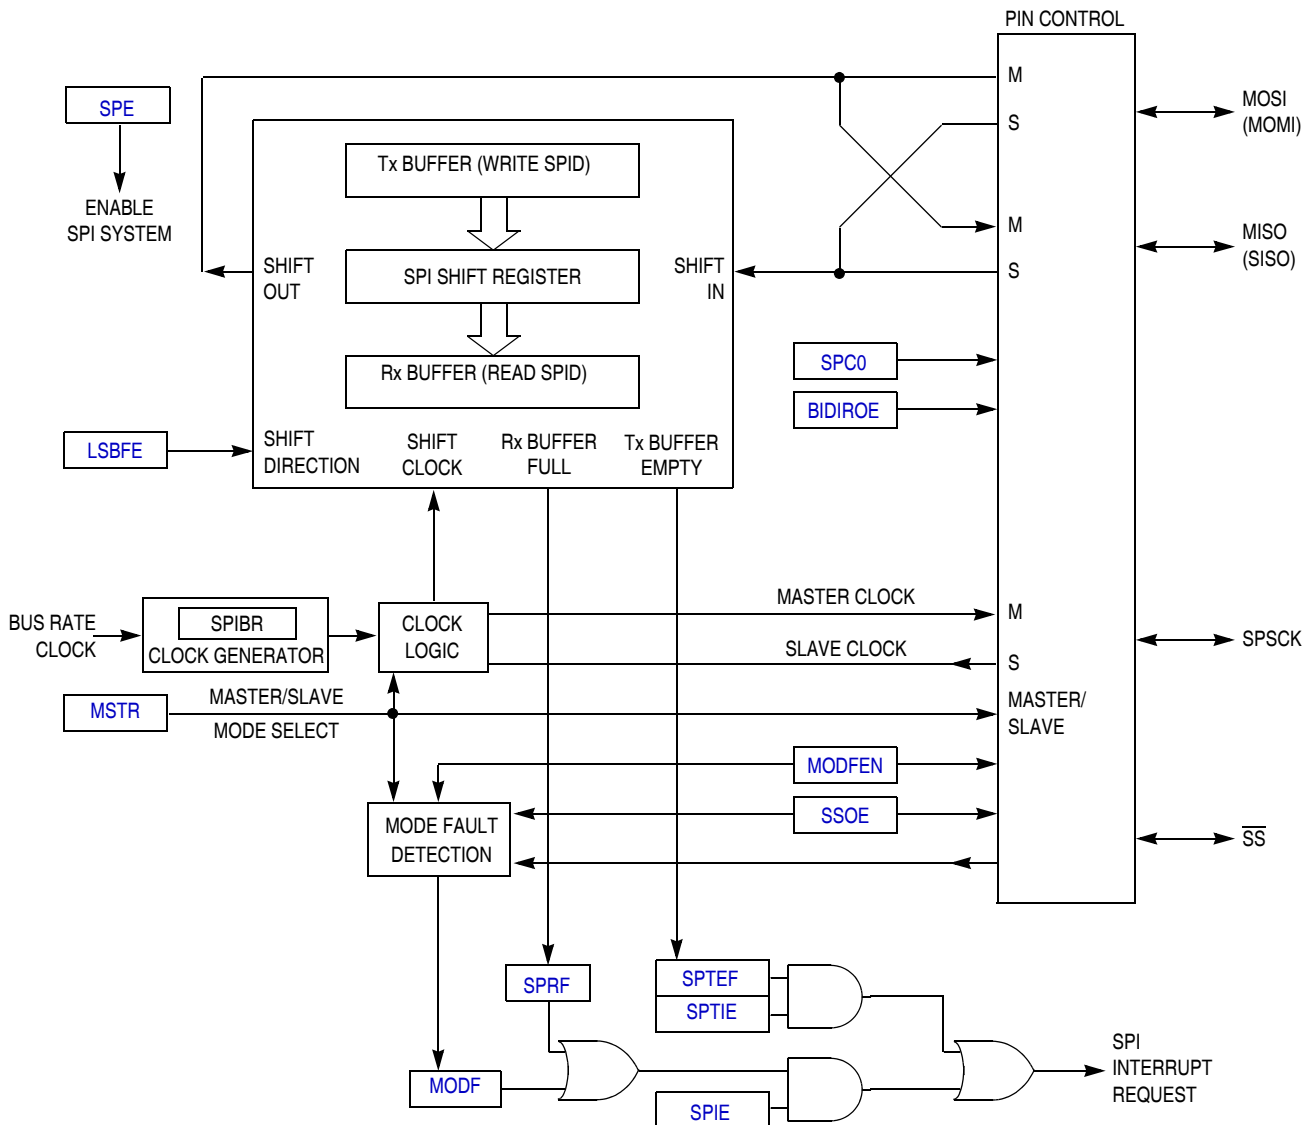 PIN CONTROL
M
MOSI
(MOMI)
S
SPE
ENABLE
SPI SYSTEM
Tx BUFFER (WRITE SPID)
M
MISO
(SISO)
SHIFT
OUT
SPI SHIFT REGISTER
SHIFT
IN
S
Rx BUFFER (READ SPID)
SPC0
BIDIROE
LSBFE
SHIFT
DIRECTION
SHIFT
CLOCK
Rx BUFFER
FULL
Tx BUFFER
EMPTY
BUS RATE
CLOCK
SPIBR
CLOCK GENERATOR
CLOCK
LOGIC
MASTER CLOCK
M
SLAVE CLOCK
S
SPSCK
MSTR
MASTER/SLAVE
MODE SELECT
MASTER/
SLAVE
MODFEN
SSOE
MODE FAULT
DETECTION
SS
SPRF
SPTEF
SPTIE
MODF
SPIE
SPI
INTERRUPT
REQUEST